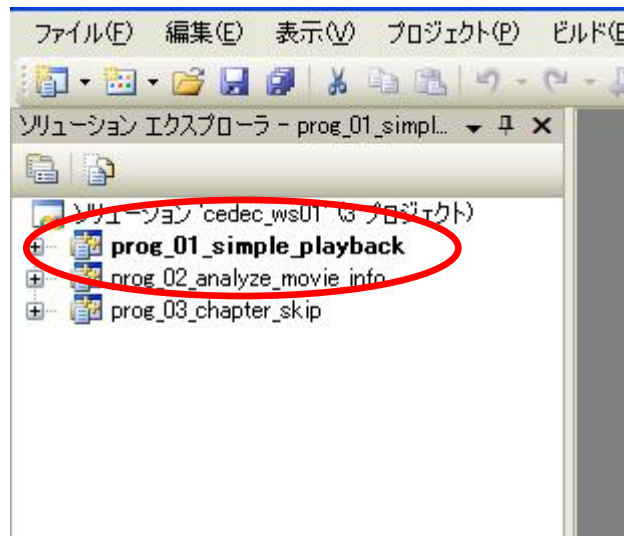 ファイル(F) 編集(E) 表示(V) プロジェクト(P) ビルド(B
ソリューション エクスプローラ - prog_01_simpl...
ソリューション 'cedec_ws01' (3 プロジェクト)
prog_01_simple_playback
prog_02_analyze_movie_info
prog_03_chapter_skip